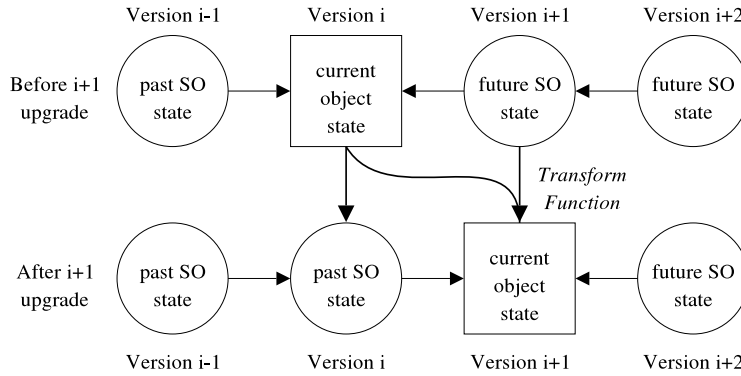 Version i-1 Version i Version i+1 Version i+2
Before i+1
upgrade
past SO
state
current
object
state
future SO
state
future SO
state
Transform
Function
After i+1
upgrade
past SO
state
past SO
state
current
object
state
future SO
state
Version i-1 Version i Version i+1 Version i+2